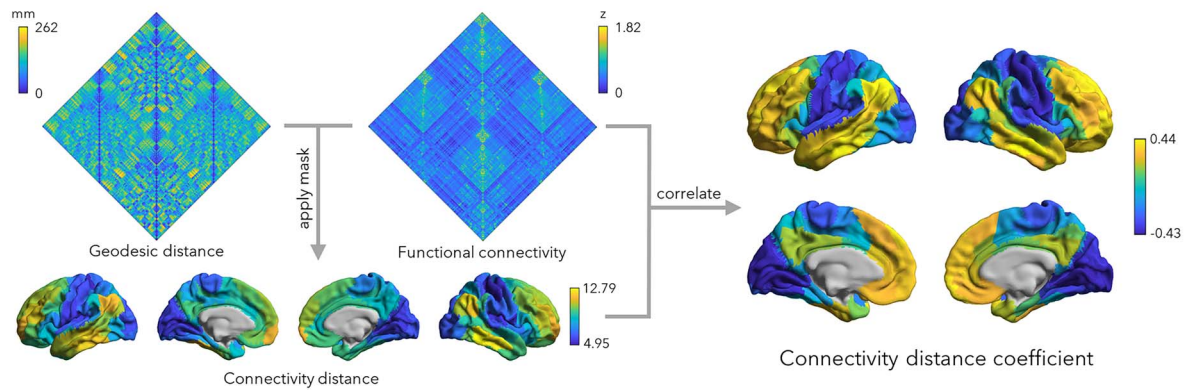 mm
262
0
Geodesic distance
z
1.82
0
Functional connectivity
apply mask
12.79
4.95
Connectivity distance
correlate
0.44
-0.43
Connectivity distance coefficient